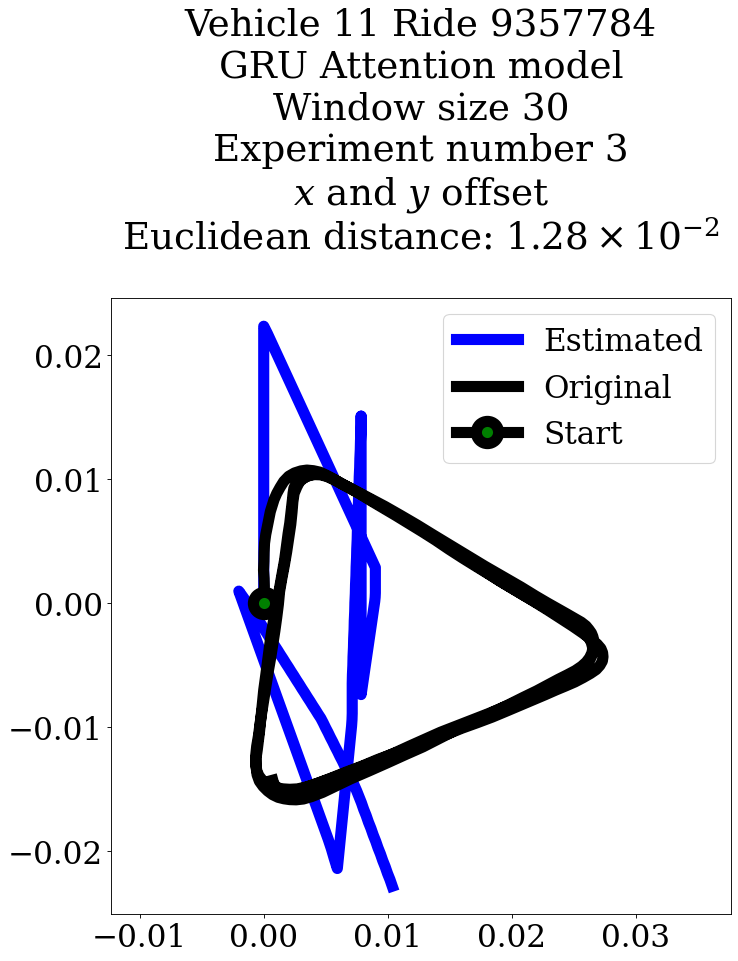 Vehicle 11 Ride 9357784
GRU Attention model
Window size 30
Experiment number 3
x and y offset
Euclidean distance: 1.28 × 10⁻²
Estimated
Original
Start
0.02
0.01
0.00
−0.01
−0.02
−0.01 0.00 0.01 0.02 0.03